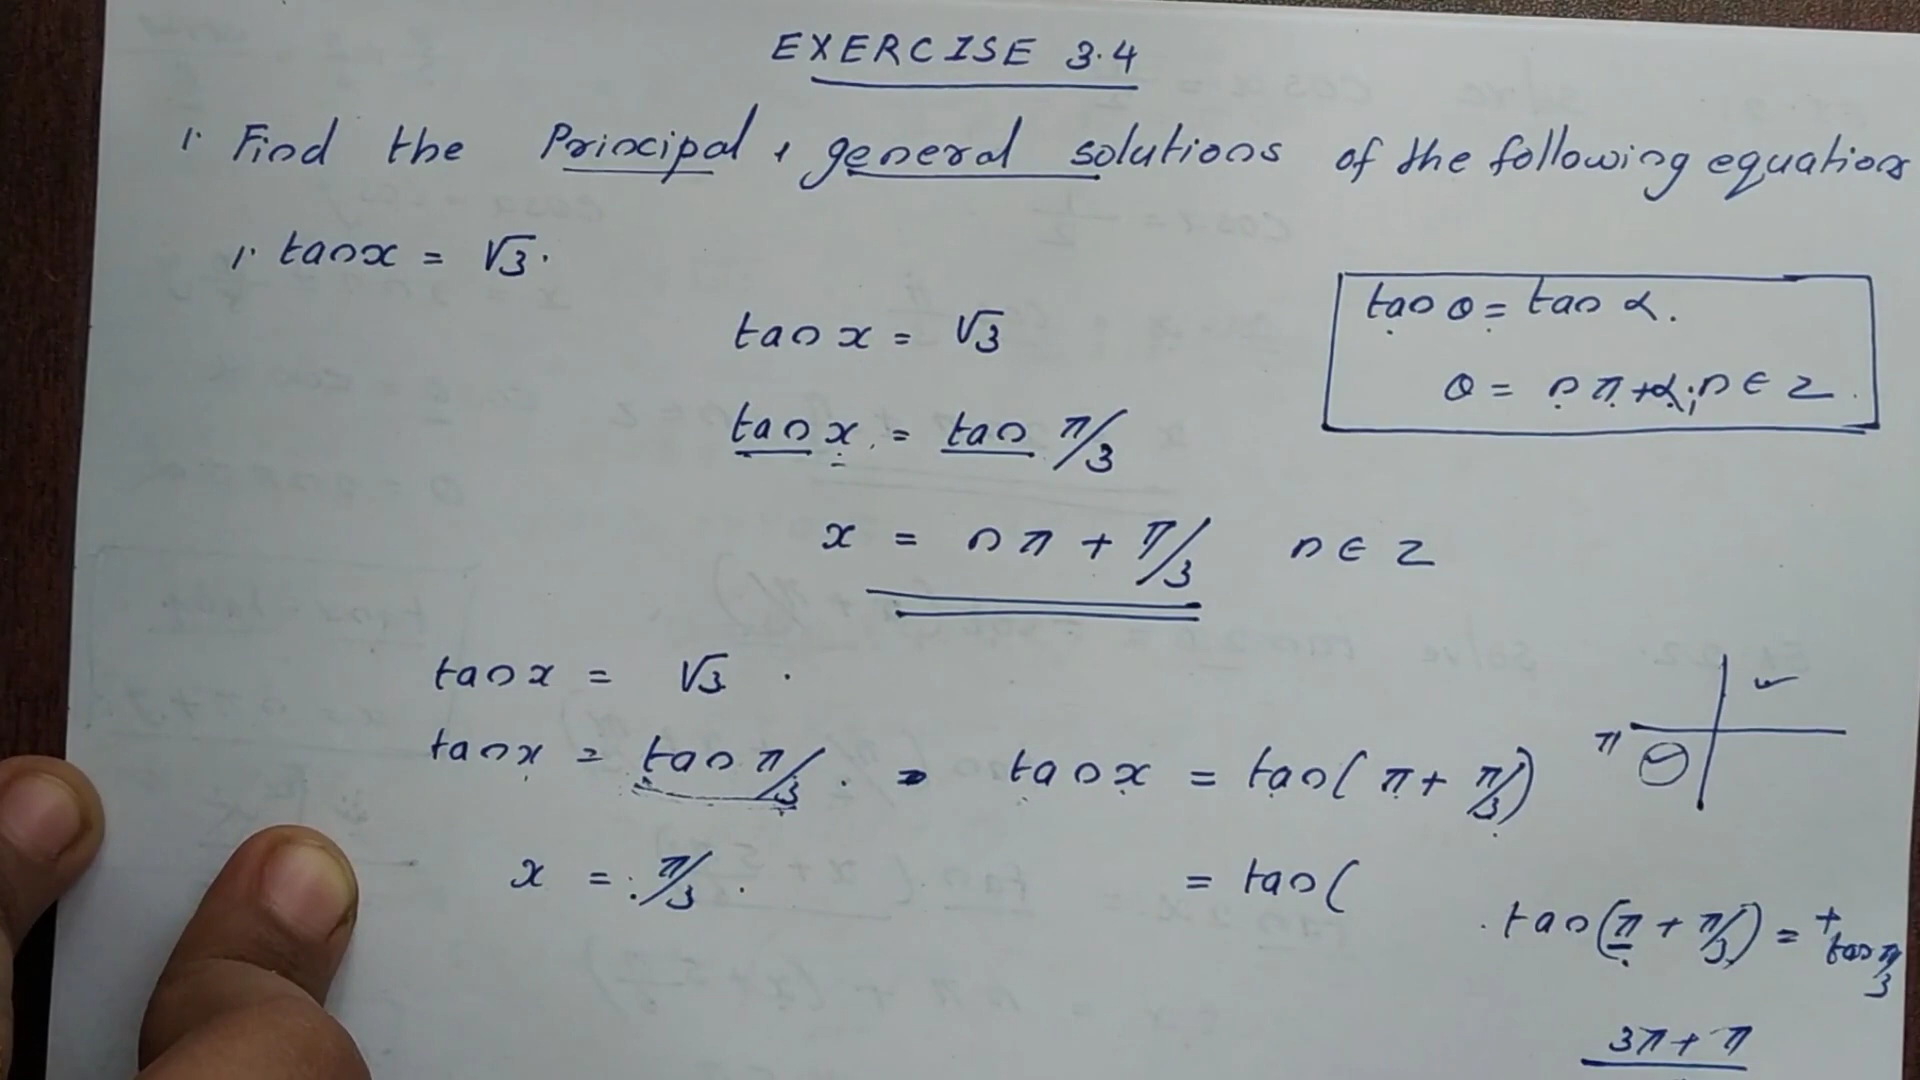 EXERCISE 3.4
1. Find the Principal & general solutions of the following equations
1. tan x = √3.
tan x = √3
tan θ = tan α.
θ = nπ+α; n ∈ Z.
tan x = tan π/3
x = nπ + π/3 n ∈ Z
tan x = √3 .
tan x = tan π/3 . = tan x = tan(π + π/3)
π
x = π/3 . = tan(
tan(π + π/3) = + tan π/3
3π + π